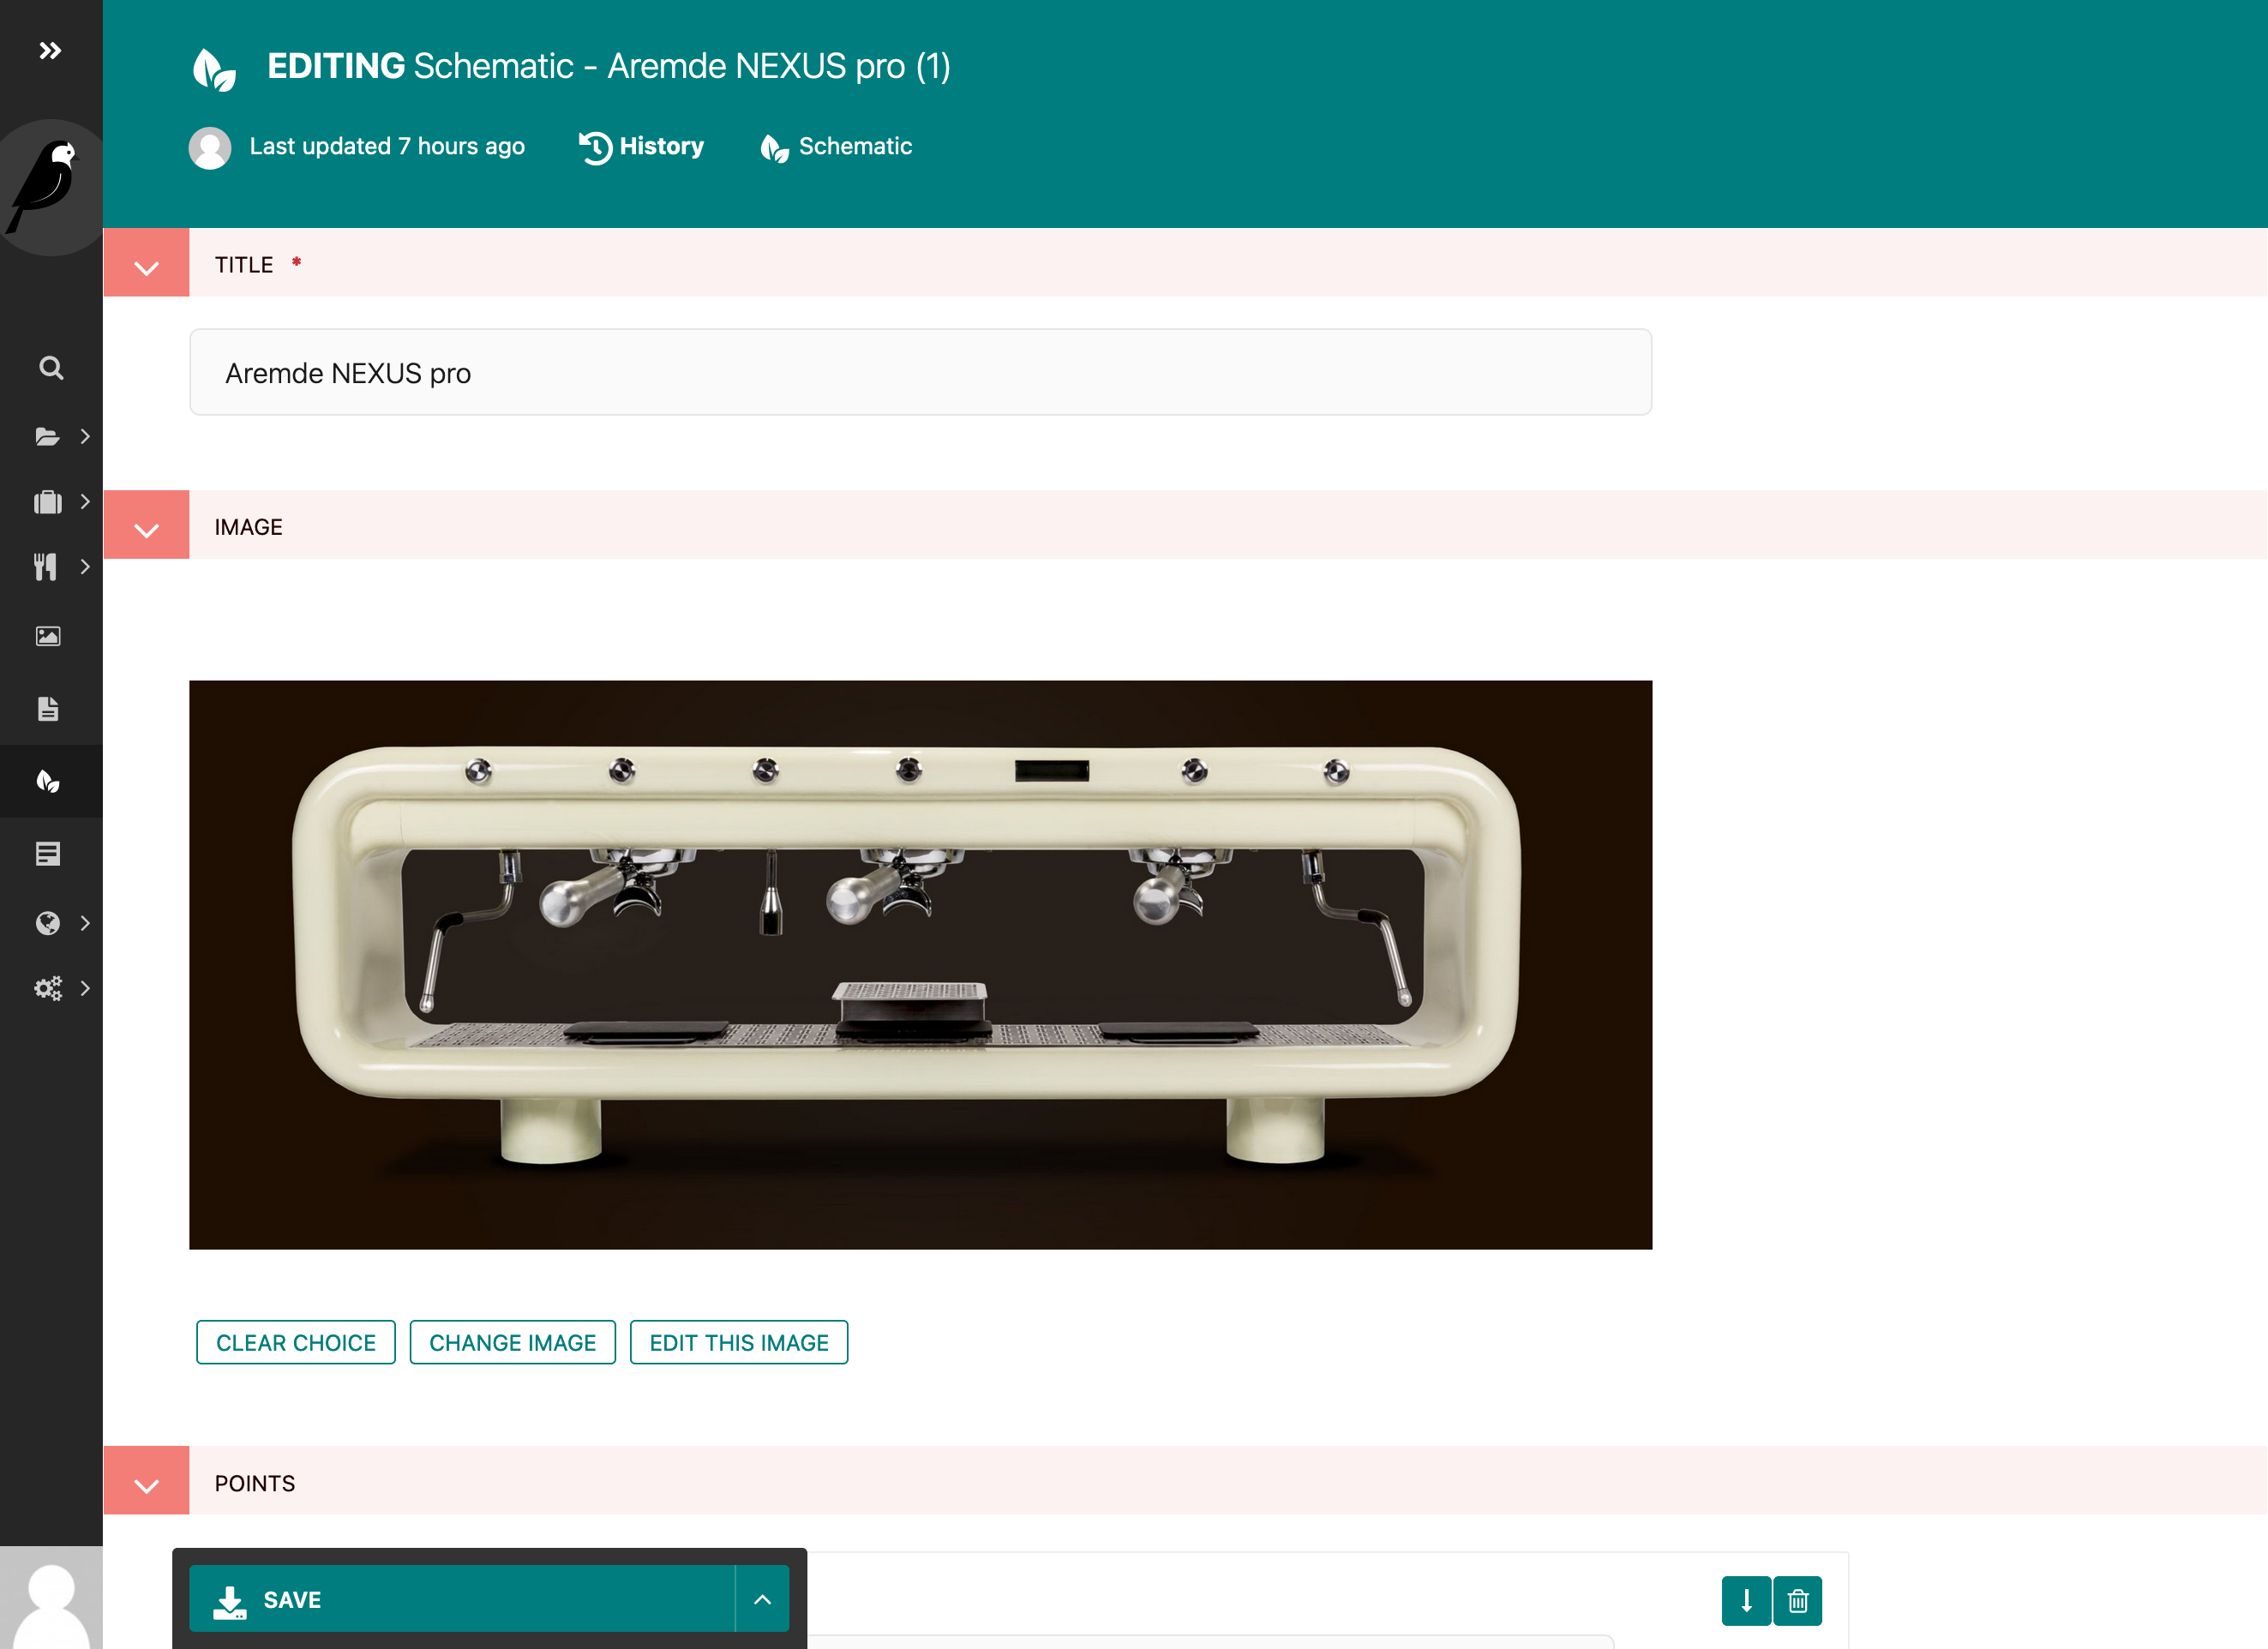 EDITING Schematic - Aremde NEXUS pro (1)
Last updated 7 hours ago History Schematic
TITLE *
Aremde NEXUS pro
IMAGE
CLEAR CHOICE CHANGE IMAGE EDIT THIS IMAGE
POINTS
SAVE